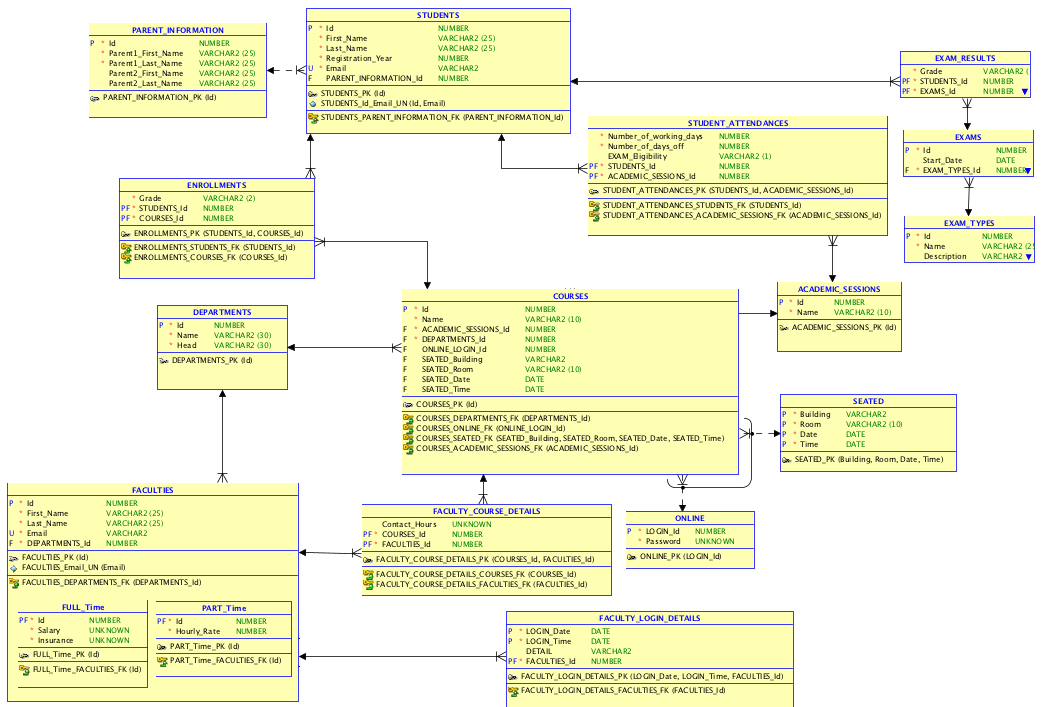 PARENT_INFORMATION
P * Id NUMBER
* Parent1_First_Name VARCHAR2 (25)
* Parent1_Last_Name VARCHAR2 (25)
Parent2_First_Name VARCHAR2 (25)
Parent2_Last_Name VARCHAR2 (25)
PARENT_INFORMATION_PK (Id)
STUDENTS
P * Id NUMBER
* First_Name VARCHAR2 (25)
* Last_Name VARCHAR2 (25)
* Registration_Year NUMBER
U * Email VARCHAR2
F PARENT_INFORMATION_Id NUMBER
STUDENTS_PK (Id)
STUDENTS_Id_Email_UN (Id, Email)
STUDENTS_PARENT_INFORMATION_FK (PARENT_INFORMATION_Id)
EXAM_RESULTS
* Grade VARCHAR2 (
PF * STUDENTS_Id NUMBER
PF * EXAMS_Id NUMBER
STUDENT_ATTENDANCES
* Number_of_working_days NUMBER
* Number_of_days_off NUMBER
EXAM_Eligibility VARCHAR2 (1)
PF * STUDENTS_Id NUMBER
PF * ACADEMIC_SESSIONS_Id NUMBER
STUDENT_ATTENDANCES_PK (STUDENTS_Id, ACADEMIC_SESSIONS_Id)
STUDENT_ATTENDANCES_STUDENTS_FK (STUDENTS_Id)
STUDENT_ATTENDANCES_ACADEMIC_SESSIONS_FK (ACADEMIC_SESSIONS_Id)
EXAMS
P * Id NUMBER
Start_Date DATE
F * EXAM_TYPES_Id NUMBER
ENROLLMENTS
* Grade VARCHAR2 (2)
PF * STUDENTS_Id NUMBER
PF * COURSES_Id NUMBER
ENROLLMENTS_PK (STUDENTS_Id, COURSES_Id)
ENROLLMENTS_STUDENTS_FK (STUDENTS_Id)
ENROLLMENTS_COURSES_FK (COURSES_Id)
EXAM_TYPES
P * Id NUMBER
* Name VARCHAR2 (25
Description VARCHAR2
ACADEMIC_SESSIONS
P * Id NUMBER
* Name VARCHAR2 (10)
ACADEMIC_SESSIONS_PK (Id)
COURSES
P * Id NUMBER
* Name VARCHAR2 (10)
F * ACADEMIC_SESSIONS_Id NUMBER
F * DEPARTMENTS_Id NUMBER
F ONLINE_LOGIN_Id NUMBER
F SEATED_Building VARCHAR2
F SEATED_Room VARCHAR2 (10)
F SEATED_Date DATE
F SEATED_Time DATE
COURSES_PK (Id)
COURSES_DEPARTMENTS_FK (DEPARTMENTS_Id)
COURSES_ONLINE_FK (ONLINE_LOGIN_Id)
COURSES_SEATED_FK (SEATED_Building, SEATED_Room, SEATED_Date, SEATED_Time)
COURSES_ACADEMIC_SESSIONS_FK (ACADEMIC_SESSIONS_Id)
DEPARTMENTS
P * Id NUMBER
* Name VARCHAR2 (30)
* Head VARCHAR2 (30)
DEPARTMENTS_PK (Id)
SEATED
P * Building VARCHAR2
P * Room VARCHAR2 (10)
P * Date DATE
P * Time DATE
SEATED_PK (Building, Room, Date, Time)
FACULTIES
P * Id NUMBER
* First_Name VARCHAR2 (25)
* Last_Name VARCHAR2 (25)
U * Email VARCHAR2
F * DEPARTMENTS_Id NUMBER
FACULTIES_PK (Id)
FACULTIES_Email_UN (Email)
FACULTIES_DEPARTMENTS_FK (DEPARTMENTS_Id)
FULL_Time
PF * Id NUMBER
* Salary UNKNOWN
* Insurance UNKNOWN
FULL_Time_PK (Id)
FULL_Time_FACULTIES_FK (Id)
PART_Time
PF * Id NUMBER
* Hourly_Rate NUMBER
PART_Time_PK (Id)
PART_Time_FACULTIES_FK (Id)
FACULTY_COURSE_DETAILS
Contact_Hours UNKNOWN
PF * COURSES_Id NUMBER
PF * FACULTIES_Id NUMBER
FACULTY_COURSE_DETAILS_PK (COURSES_Id, FACULTIES_Id)
FACULTY_COURSE_DETAILS_COURSES_FK (COURSES_Id)
FACULTY_COURSE_DETAILS_FACULTIES_FK (FACULTIES_Id)
ONLINE
P * LOGIN_Id NUMBER
* Password UNKNOWN
ONLINE_PK (LOGIN_Id)
FACULTY_LOGIN_DETAILS
P * LOGIN_Date DATE
P * LOGIN_Time DATE
DETAIL VARCHAR2
PF * FACULTIES_Id NUMBER
FACULTY_LOGIN_DETAILS_PK (LOGIN_Date, LOGIN_Time, FACULTIES_Id)
FACULTY_LOGIN_DETAILS_FACULTIES_FK (FACULTIES_Id)